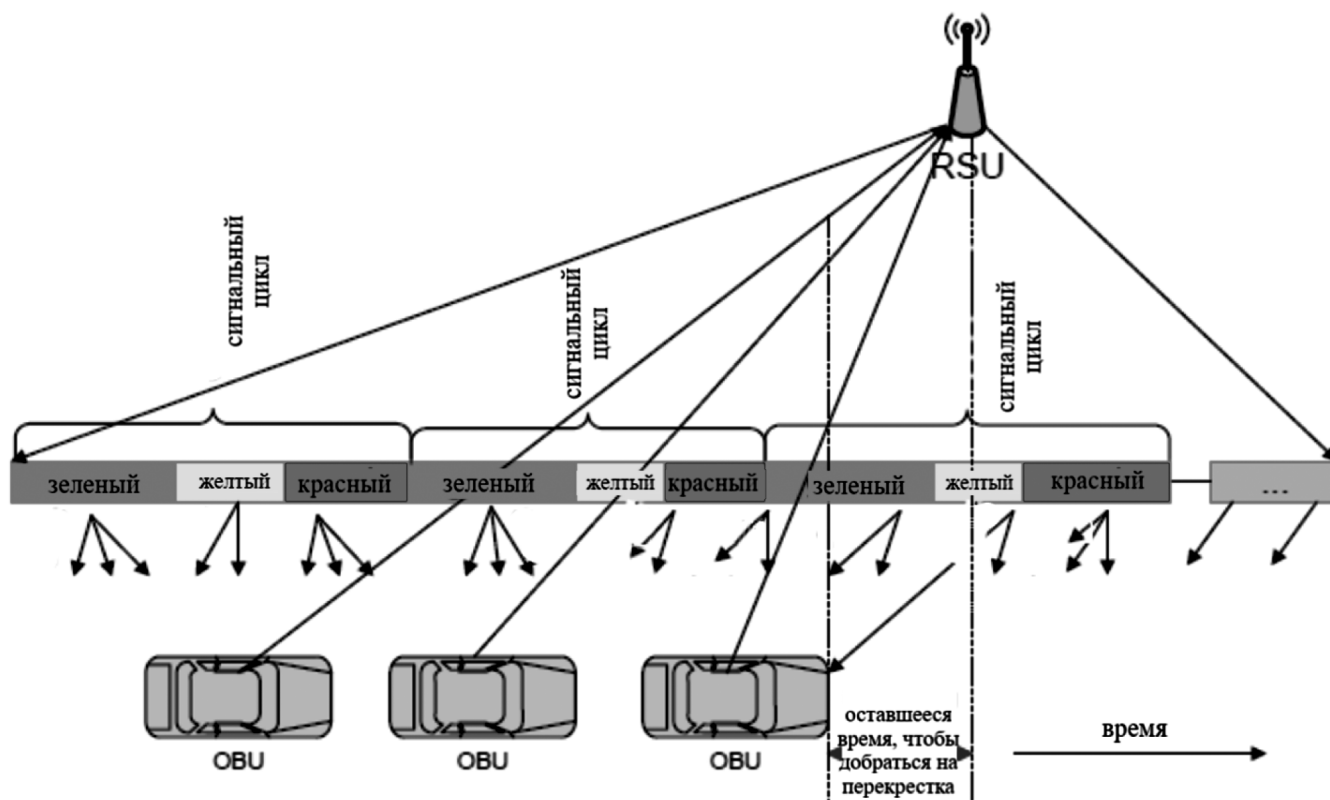 RSU
сигнальный
цикл
сигнальный
цикл
сигнальный
цикл
зеленый
желтый
красный
зеленый
желтый
красный
зеленый
желтый
красный
...
OBU
OBU
OBU
оставшееся
время, чтобы
добраться на
перекрестка
время